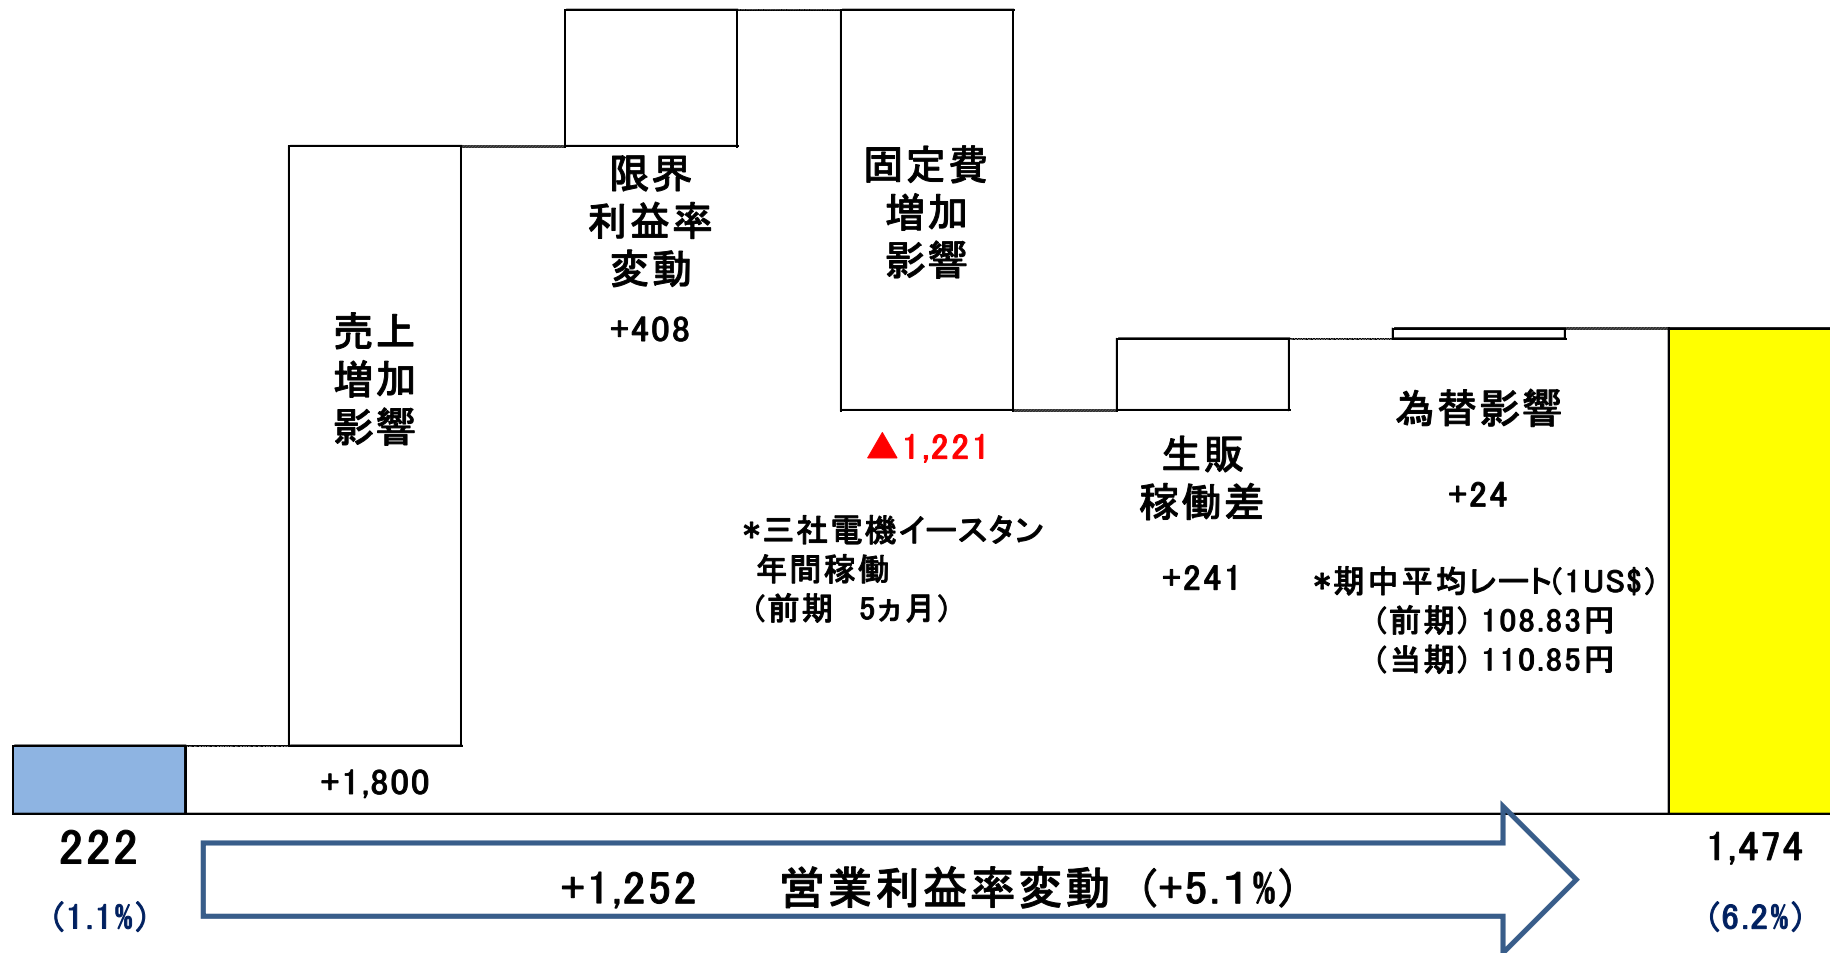 売上
増加
影響
+1,800
限界
利益率
変動
+408
固定費
増加
影響
▲1,221
*三社電機イースタン
年間稼働
(前期 5ヵ月)
生販
稼働差
+241
為替影響
+24
*期中平均レート(1US$)
(前期) 108.83円
(当期) 110.85円
222
(1.1%)
+1,252 営業利益率変動 (+5.1%)
1,474
(6.2%)